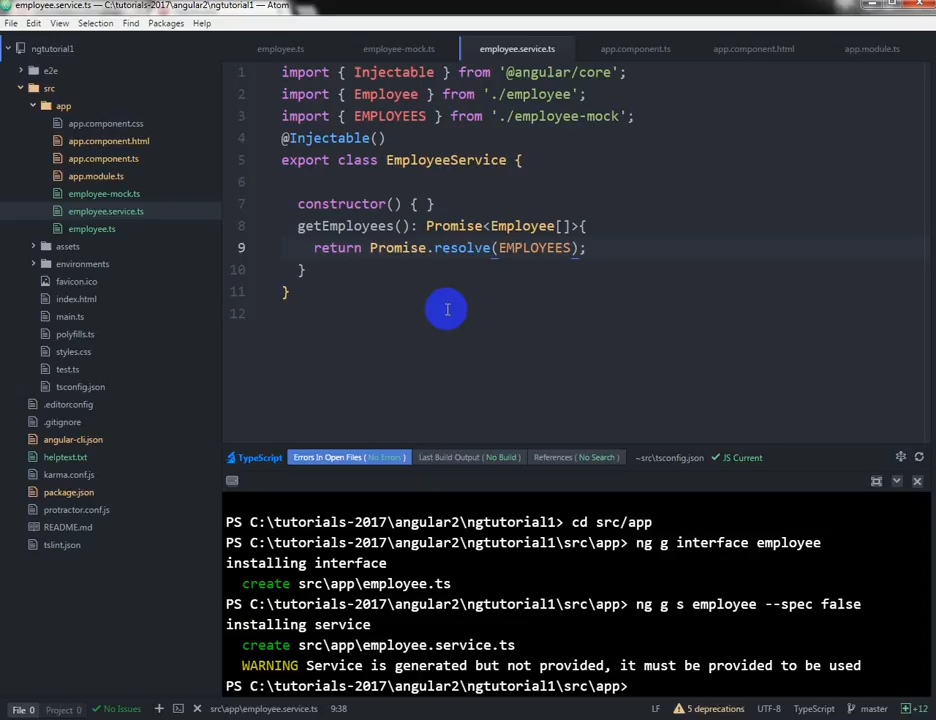 employee.service.ts — C:\tutorials-2017\angular2\ngtutorial1 — Atom
File Edit View Selection Find Packages Help
ngtutorial1
e2e
src
app
app.component.css
app.component.html
app.component.ts
app.module.ts
employee-mock.ts
employee.service.ts
employee.ts
assets
environments
favicon.ico
index.html
main.ts
polyfills.ts
styles.css
test.ts
tsconfig.json
.editorconfig
.gitignore
angular-cli.json
helptext.txt
karma.conf.js
package.json
protractor.conf.js
README.md
tslint.json
employee.ts employee-mock.ts employee.service.ts app.component.ts app.component.html app.module.ts
1 import { Injectable } from '@angular/core';
2 import { Employee } from './employee';
3 import { EMPLOYEES } from './employee-mock';
4 @Injectable()
5 export class EmployeeService {
6
7 constructor() { }
8 getEmployees(): Promise<Employee[]>{
9 return Promise.resolve(EMPLOYEES);
10 }
11 }
12
TypeScript Errors In Open Files ( No Errors ) Last Build Output ( No Build ) References ( No Search ) ~src\tsconfig.json JS Current
PS C:\tutorials-2017\angular2\ngtutorial1> cd src/app
PS C:\tutorials-2017\angular2\ngtutorial1\src\app> ng g interface employee
installing interface
create src\app\employee.ts
PS C:\tutorials-2017\angular2\ngtutorial1\src\app> ng g s employee --spec false
installing service
create src\app\employee.service.ts
WARNING Service is generated but not provided, it must be provided to be used
PS C:\tutorials-2017\angular2\ngtutorial1\src\app>
File 0 Project 0 No Issues src\app\employee.service.ts 9:38 LF 5 deprecations UTF-8 TypeScript master +12